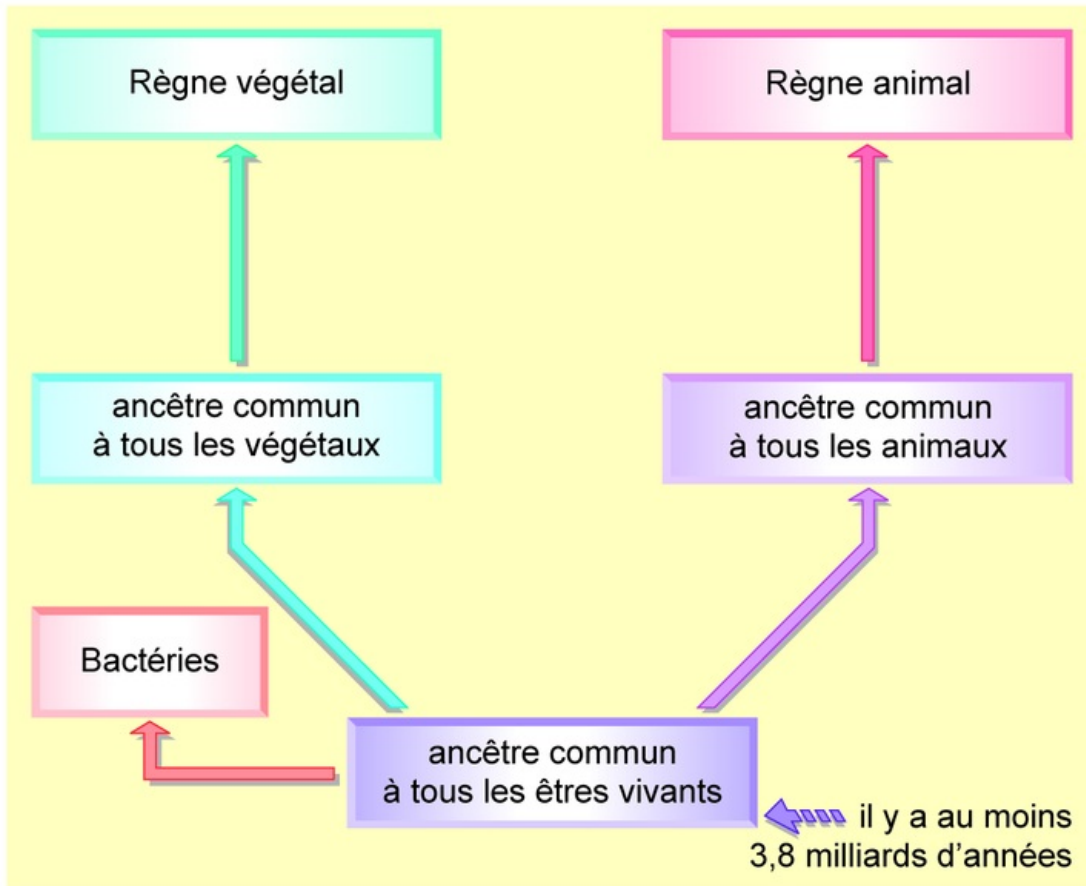 Règne végétal
Règne animal
ancêtre commun
à tous les végétaux
ancêtre commun
à tous les animaux
Bactéries
ancêtre commun
à tous les êtres vivants
il y a au moins
3,8 milliards d'années